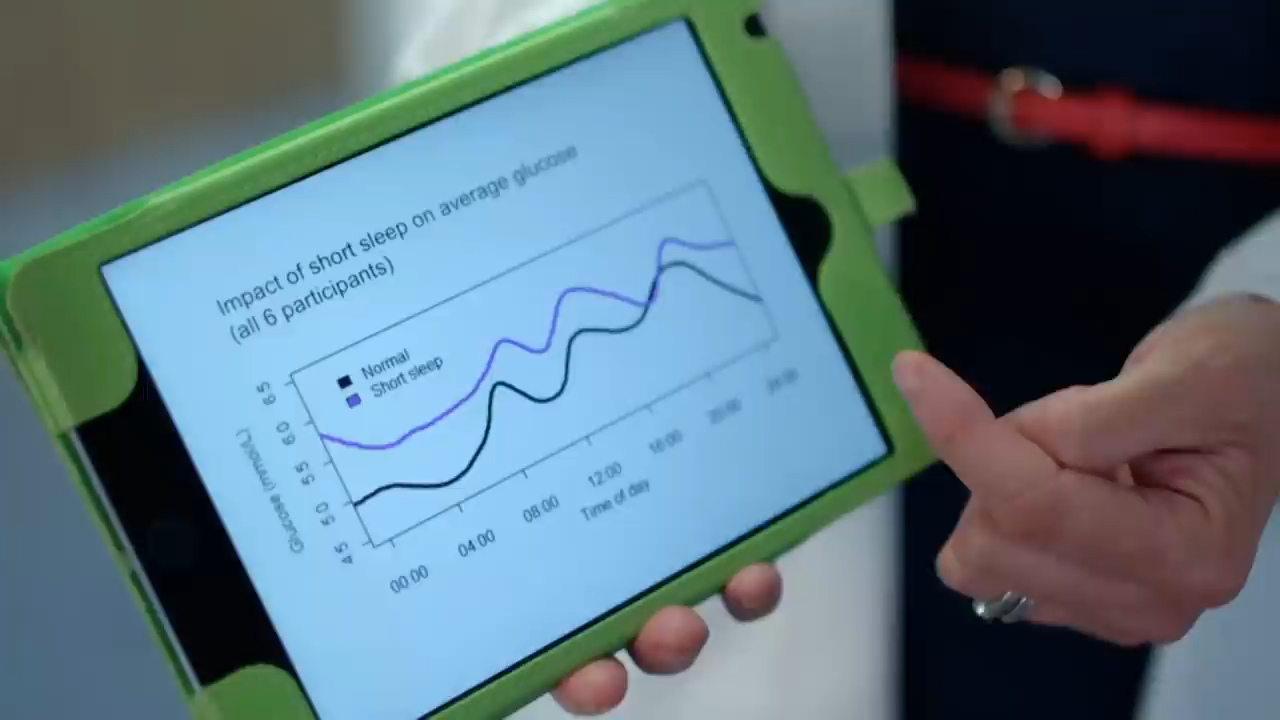 Impact of short sleep on average glucose
(all 6 participants)
Normal
Short sleep
6.5
6.0
5.5
5.0
4.5
Glucose (mmol/L)
00:00
04:00
08:00
12:00
16:00
20:00
24:00
Time of day